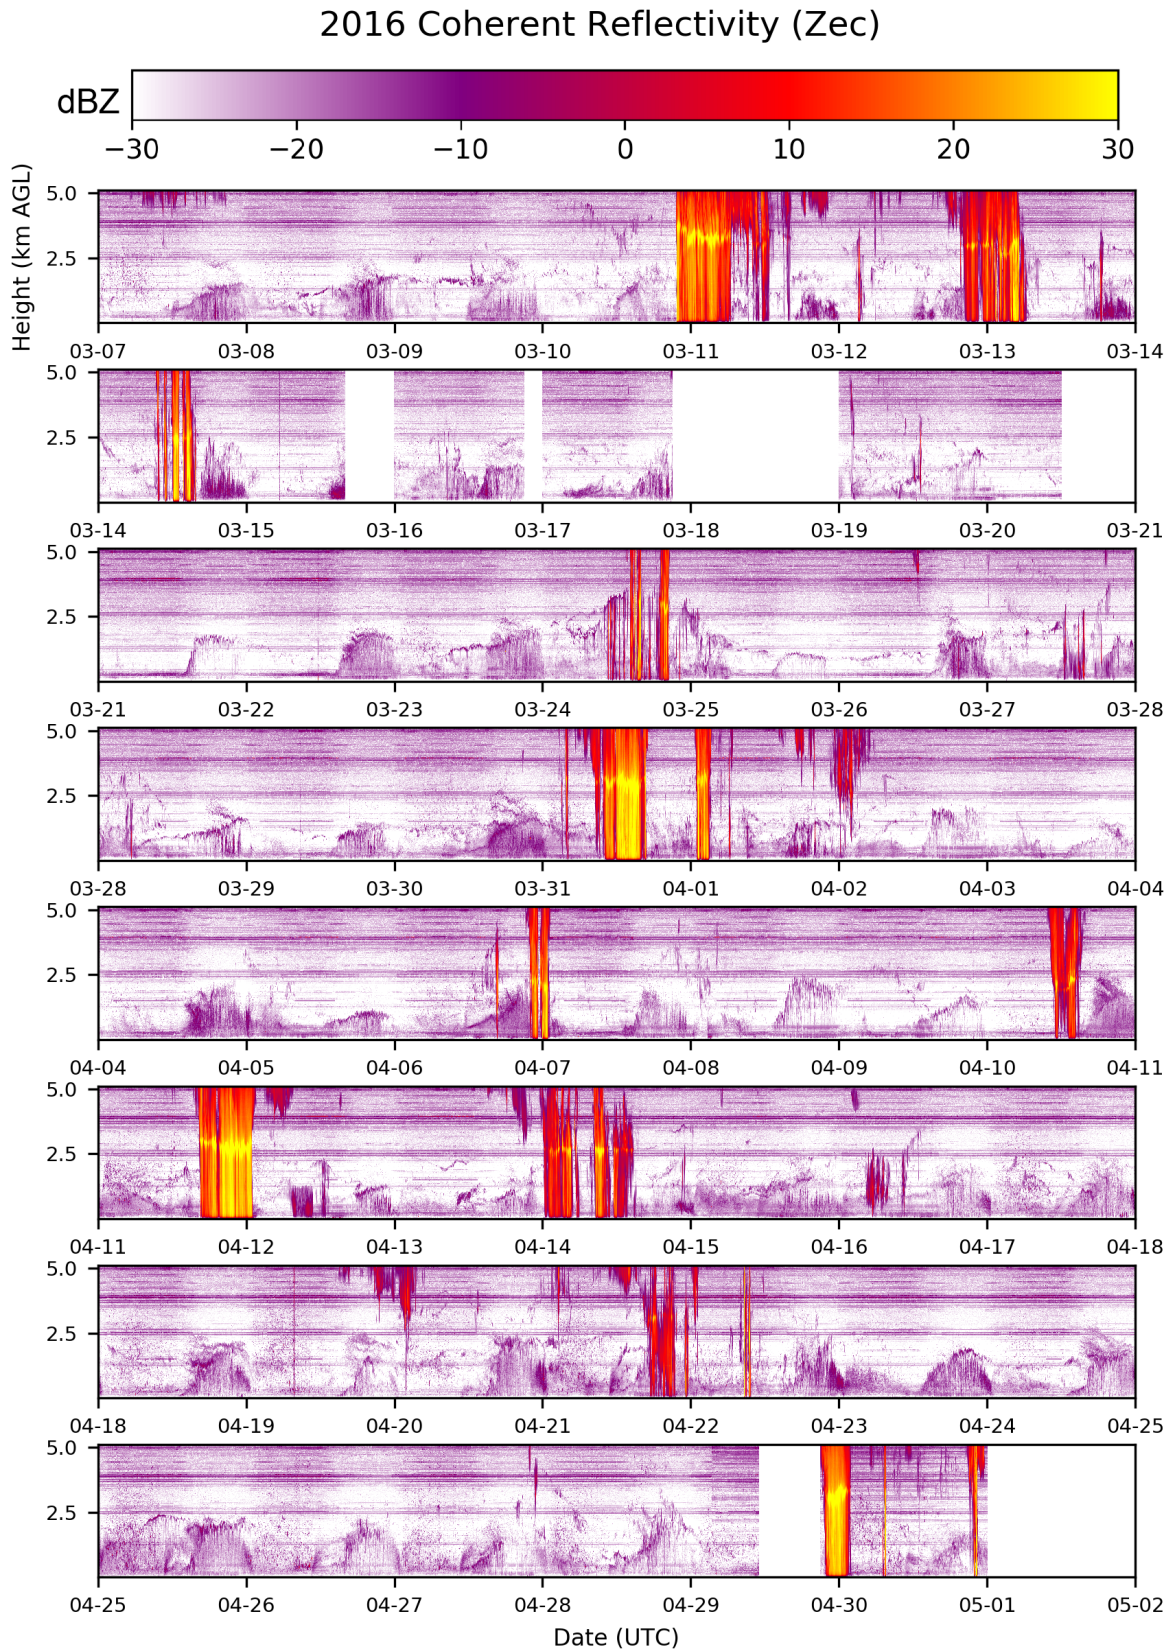 2016 Coherent Reflectivity (Zec)
dBZ
−30 −20 −10 0 10 20 30
Height (km AGL)
5.0
2.5
03-07 03-08 03-09 03-10 03-11 03-12 03-13 03-14
5.0
2.5
03-14 03-15 03-16 03-17 03-18 03-19 03-20 03-21
5.0
2.5
03-21 03-22 03-23 03-24 03-25 03-26 03-27 03-28
5.0
2.5
03-28 03-29 03-30 03-31 04-01 04-02 04-03 04-04
5.0
2.5
04-04 04-05 04-06 04-07 04-08 04-09 04-10 04-11
5.0
2.5
04-11 04-12 04-13 04-14 04-15 04-16 04-17 04-18
5.0
2.5
04-18 04-19 04-20 04-21 04-22 04-23 04-24 04-25
5.0
2.5
04-25 04-26 04-27 04-28 04-29 04-30 05-01 05-02
Date (UTC)